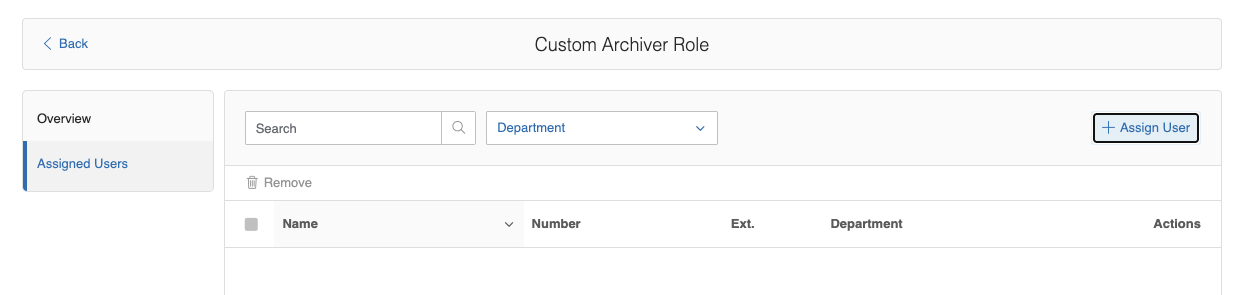 Back
Custom Archiver Role
Overview
Assigned Users
Search
Department
Assign User
Remove
Name Number Ext. Department Actions